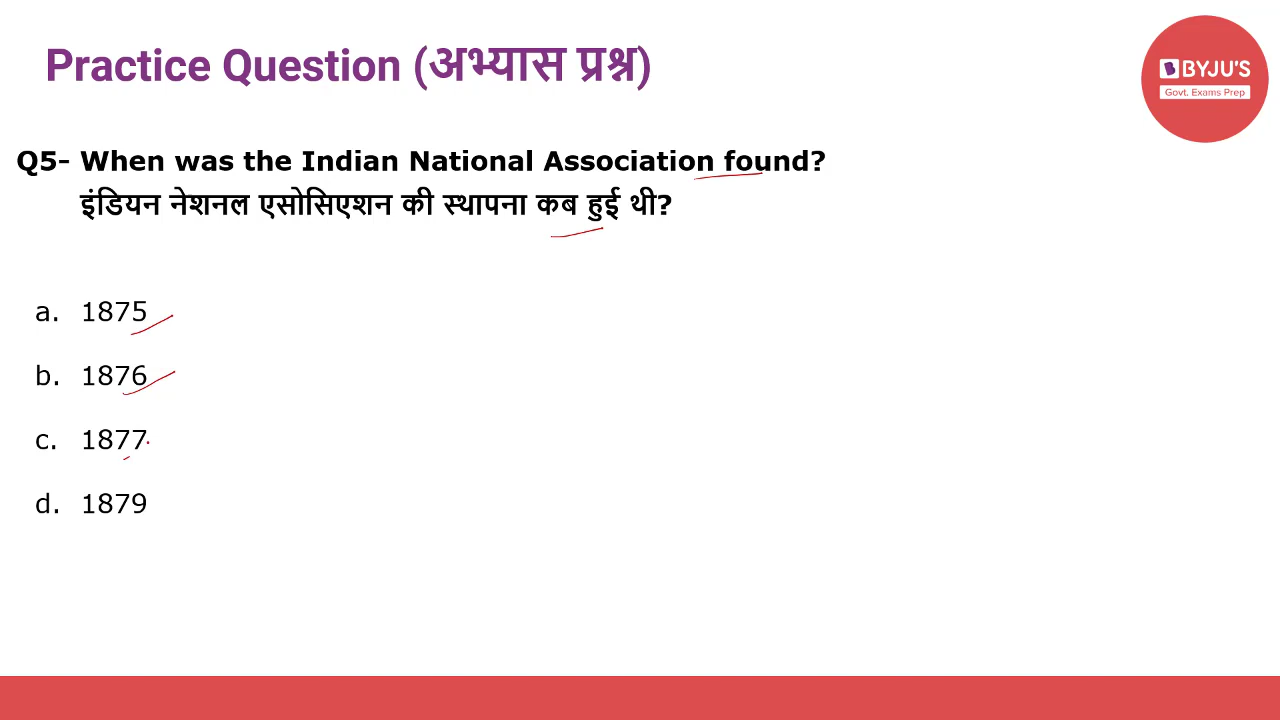 Practice Question (अभ्यास प्रश्न)
BYJU'S
Govt. Exams Prep
Q5- When was the Indian National Association found?
इंडियन नेशनल एसोसिएशन की स्थापना कब हुई थी?
a. 1875
b. 1876
c. 1877
d. 1879